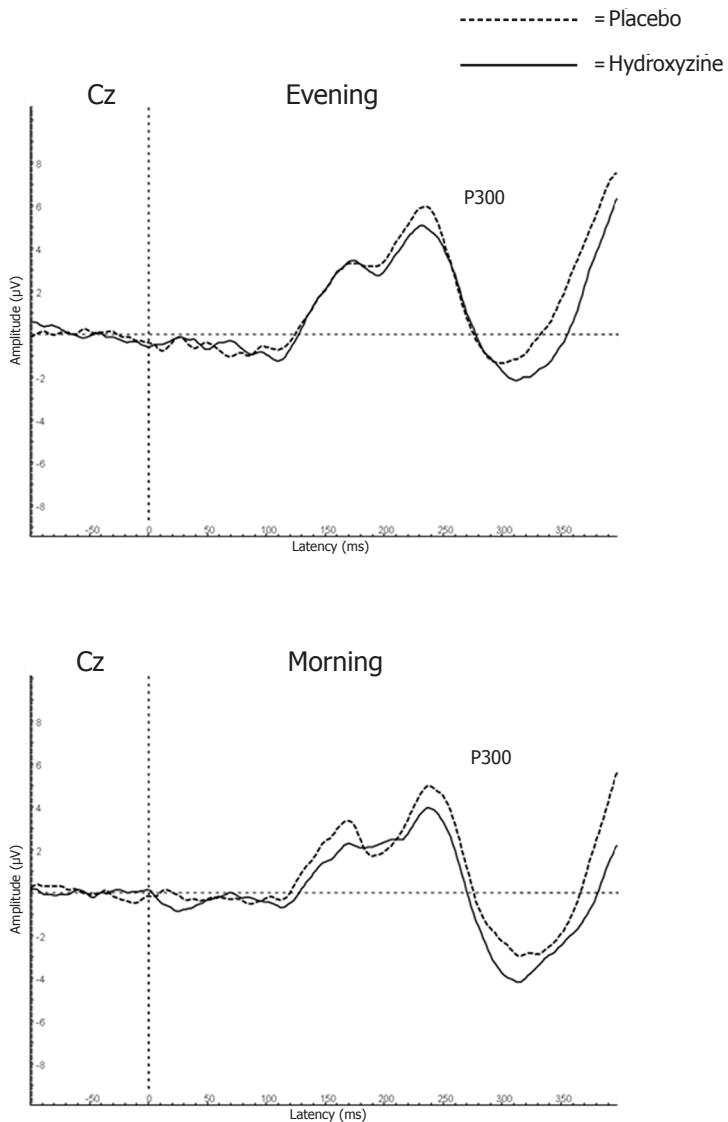 = Placebo
= Hydroxyzine
Cz Evening
8
P300
6
4
2
Amplitude (µV)
-2
-4
-6
-8
-50 0 50 100 150 200 250 300 350
Latency (ms)
Cz Morning
8
P300
6
4
2
Amplitude (µV)
-2
-4
-6
-8
-50 0 50 100 150 200 250 300 350
Latency (ms)